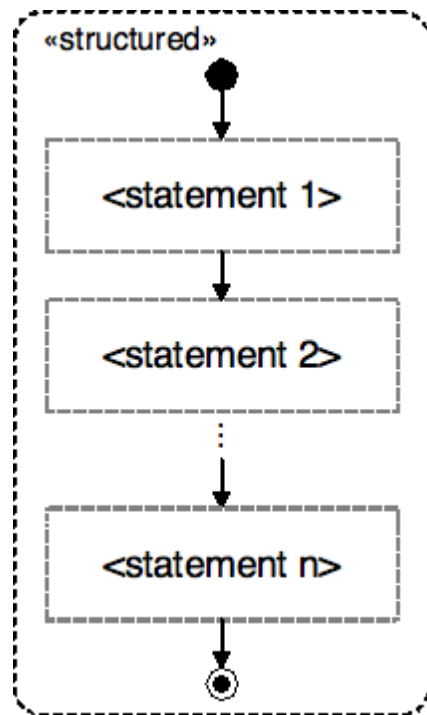 «structured»
<statement 1>
<statement 2>
⋮
<statement n>